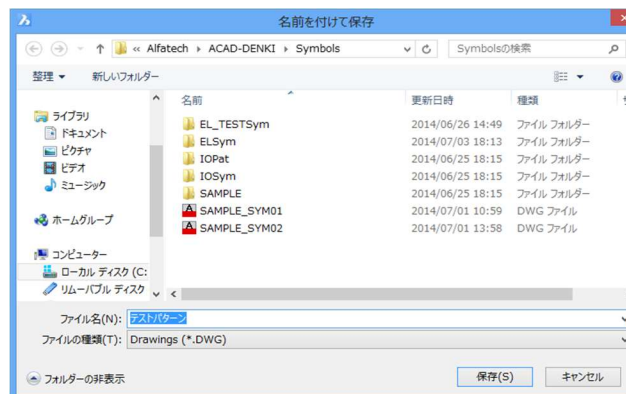 名前を付けて保存
« Alfatech ▸ ACAD-DENKI ▸ Symbols
Symbolsの検索
整理 新しいフォルダー
名前 更新日時 種類
ライブラリ
ドキュメント
ピクチャ
ビデオ
ミュージック
ホームグループ
コンピューター
ローカル ディスク (C:
リムーバブル ディスク
EL_TESTSym 2014/06/26 14:49 ファイル フォルダー
ELSym 2014/07/03 18:13 ファイル フォルダー
IOPat 2014/06/25 18:15 ファイル フォルダー
IOSym 2014/06/25 18:15 ファイル フォルダー
SAMPLE 2014/06/25 18:15 ファイル フォルダー
SAMPLE_SYM01 2014/07/01 10:59 DWG ファイル
SAMPLE_SYM02 2014/07/01 13:58 DWG ファイル
ファイル名(N): テストパターン
ファイルの種類(T): Drawings (*.DWG)
フォルダーの非表示
保存(S) キャンセル